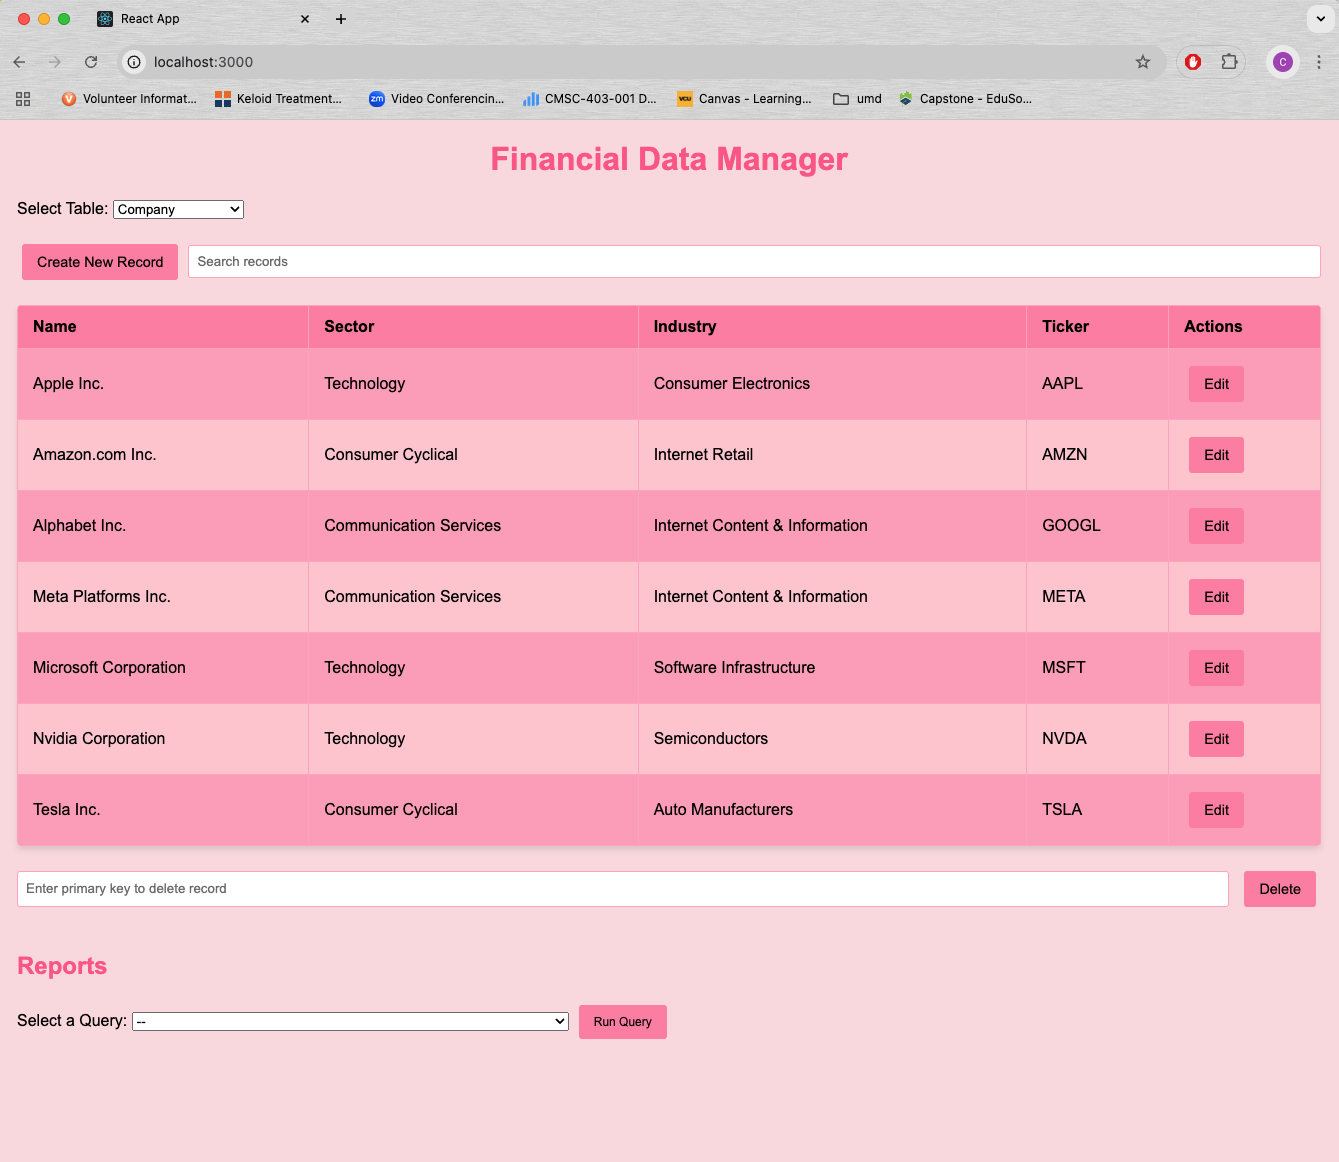 React App
localhost:3000
Volunteer Informat...
Keloid Treatment...
zm Video Conferencin...
CMSC-403-001 D...
VCU Canvas - Learning...
umd
Capstone - EduSo...
C
Financial Data Manager
Select Table: Company
Create New Record
Search records
Name Sector Industry Ticker Actions
Apple Inc. Technology Consumer Electronics AAPL Edit
Amazon.com Inc. Consumer Cyclical Internet Retail AMZN Edit
Alphabet Inc. Communication Services Internet Content & Information GOOGL Edit
Meta Platforms Inc. Communication Services Internet Content & Information META Edit
Microsoft Corporation Technology Software Infrastructure MSFT Edit
Nvidia Corporation Technology Semiconductors NVDA Edit
Tesla Inc. Consumer Cyclical Auto Manufacturers TSLA Edit
Enter primary key to delete record Delete
Reports
Select a Query: -- Run Query